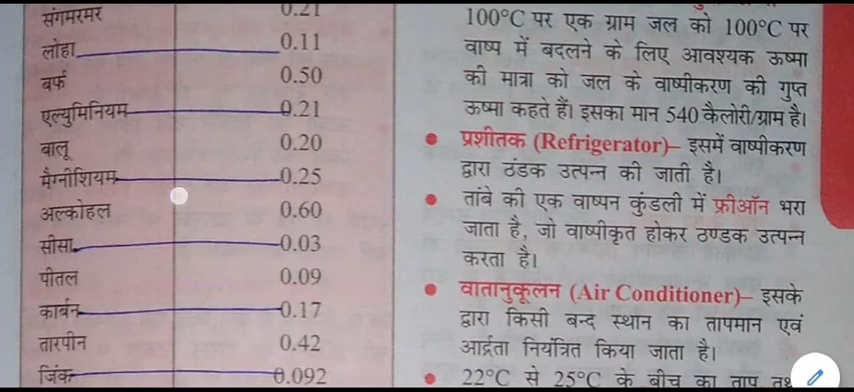 संगमरमर 0.21
लोहा 0.11
बर्फ 0.50
एल्युमिनियम 0.21
बालू 0.20
मैग्नीशियम 0.25
अल्कोहल 0.60
सीसा 0.03
पीतल 0.09
कार्बन 0.17
तारपीन 0.42
जिंक 0.092
100°C पर एक ग्राम जल को 100°C पर
वाष्प में बदलने के लिए आवश्यक ऊष्मा
की मात्रा को जल के वाष्पीकरण की गुप्त
ऊष्मा कहते हैं। इसका मान 540 कैलोरी/ग्राम है।
• प्रशीतक (Refrigerator)– इसमें वाष्पीकरण
द्वारा ठंडक उत्पन्न की जाती है।
• तांबे की एक वाष्पन कुंडली में फ्रीऑन भरा
जाता है, जो वाष्पीकृत होकर ठण्डक उत्पन्न
करता है।
• वातानुकूलन (Air Conditioner)– इसके
द्वारा किसी बन्द स्थान का तापमान एवं
आर्द्रता नियंत्रित किया जाता है।
• 22°C से 25°C के बीच का ताप